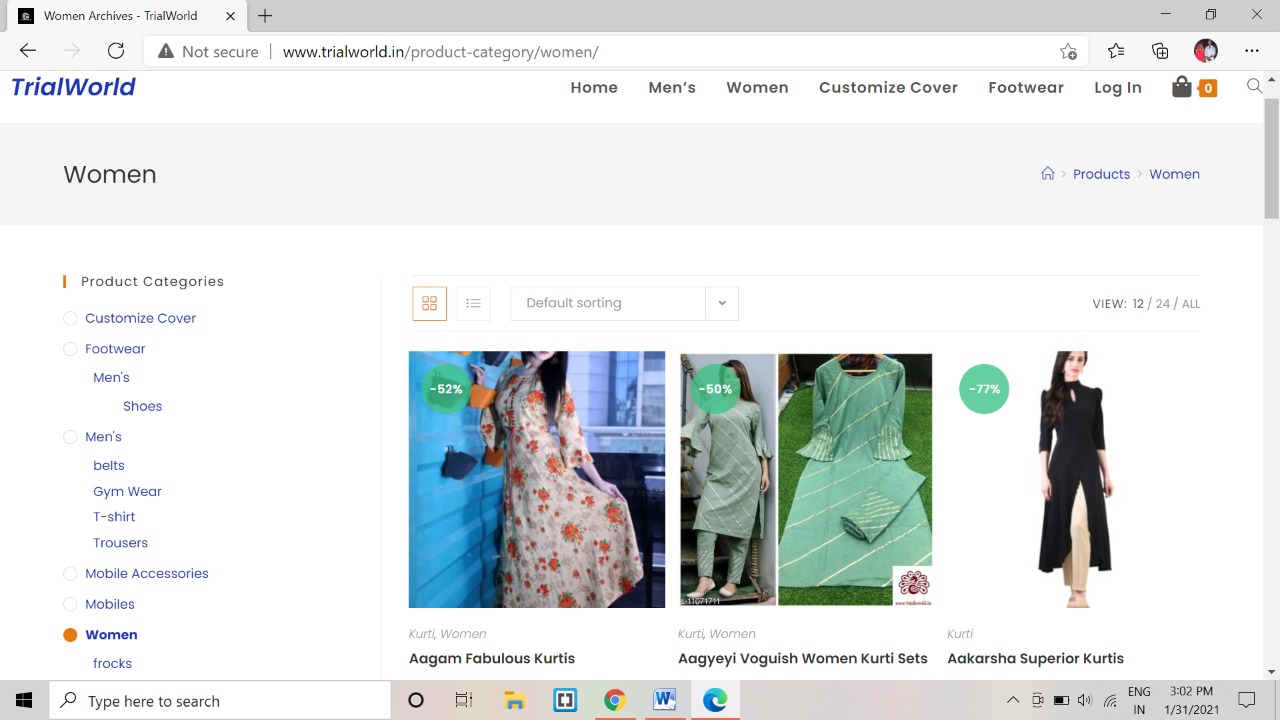 Women Archives - TrialWorld
Not secure | www.trialworld.in/product-category/women/
TrialWorld
Home Men's Women Customize Cover Footwear Log In 0
Women
> Products > Women
Product Categories
Customize Cover
Footwear
Men's
Shoes
Men's
belts
Gym Wear
T-shirt
Trousers
Mobile Accessories
Mobiles
Women
frocks
Default sorting
VIEW: 12 / 24 / ALL
-52%
-50%
-77%
s-11071711
www.trialworld.in
Kurti, Women
Aagam Fabulous Kurtis
Kurti, Women
Aagyeyi Voguish Women Kurti Sets
Kurti
Aakarsha Superior Kurtis
Type here to search
ENG
IN
3:02 PM
1/31/2021